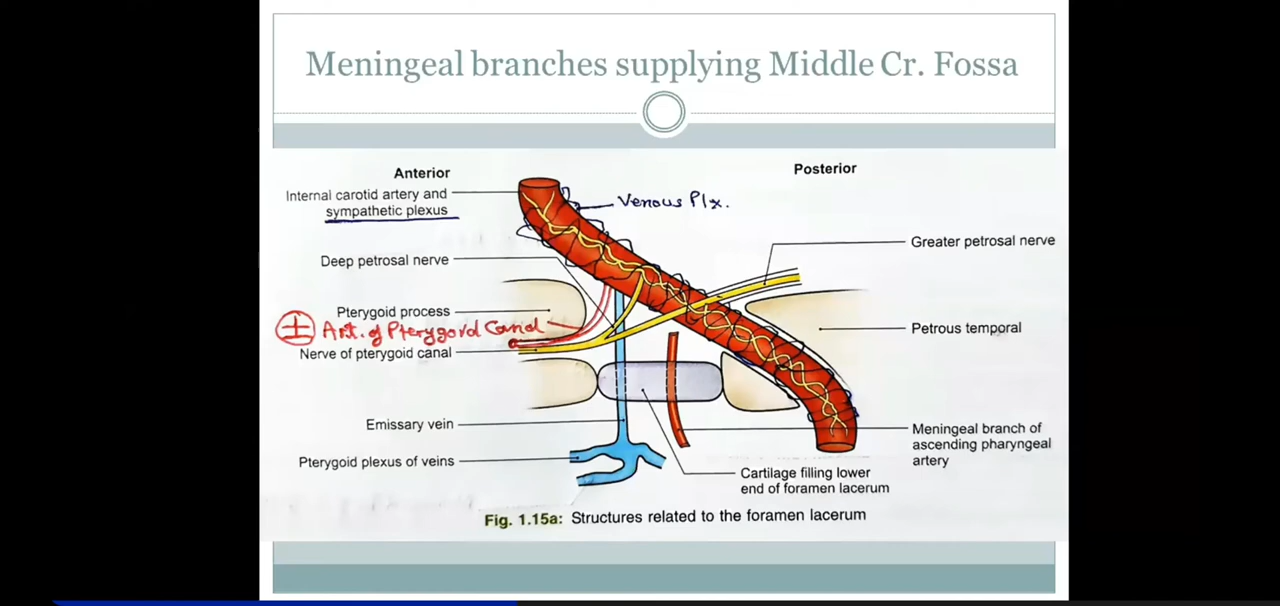 Meningeal branches supplying Middle Cr. Fossa
Anterior
Posterior
Internal carotid artery and
sympathetic plexus
Venous Plx.
Greater petrosal nerve
Deep petrosal nerve
Pterygoid process
± Art. of Pterygoid Canal
Petrous temporal
Nerve of pterygoid canal
Emissary vein
Meningeal branch of
ascending pharyngeal
artery
Pterygoid plexus of veins
Cartilage filling lower
end of foramen lacerum
Fig. 1.15a: Structures related to the foramen lacerum